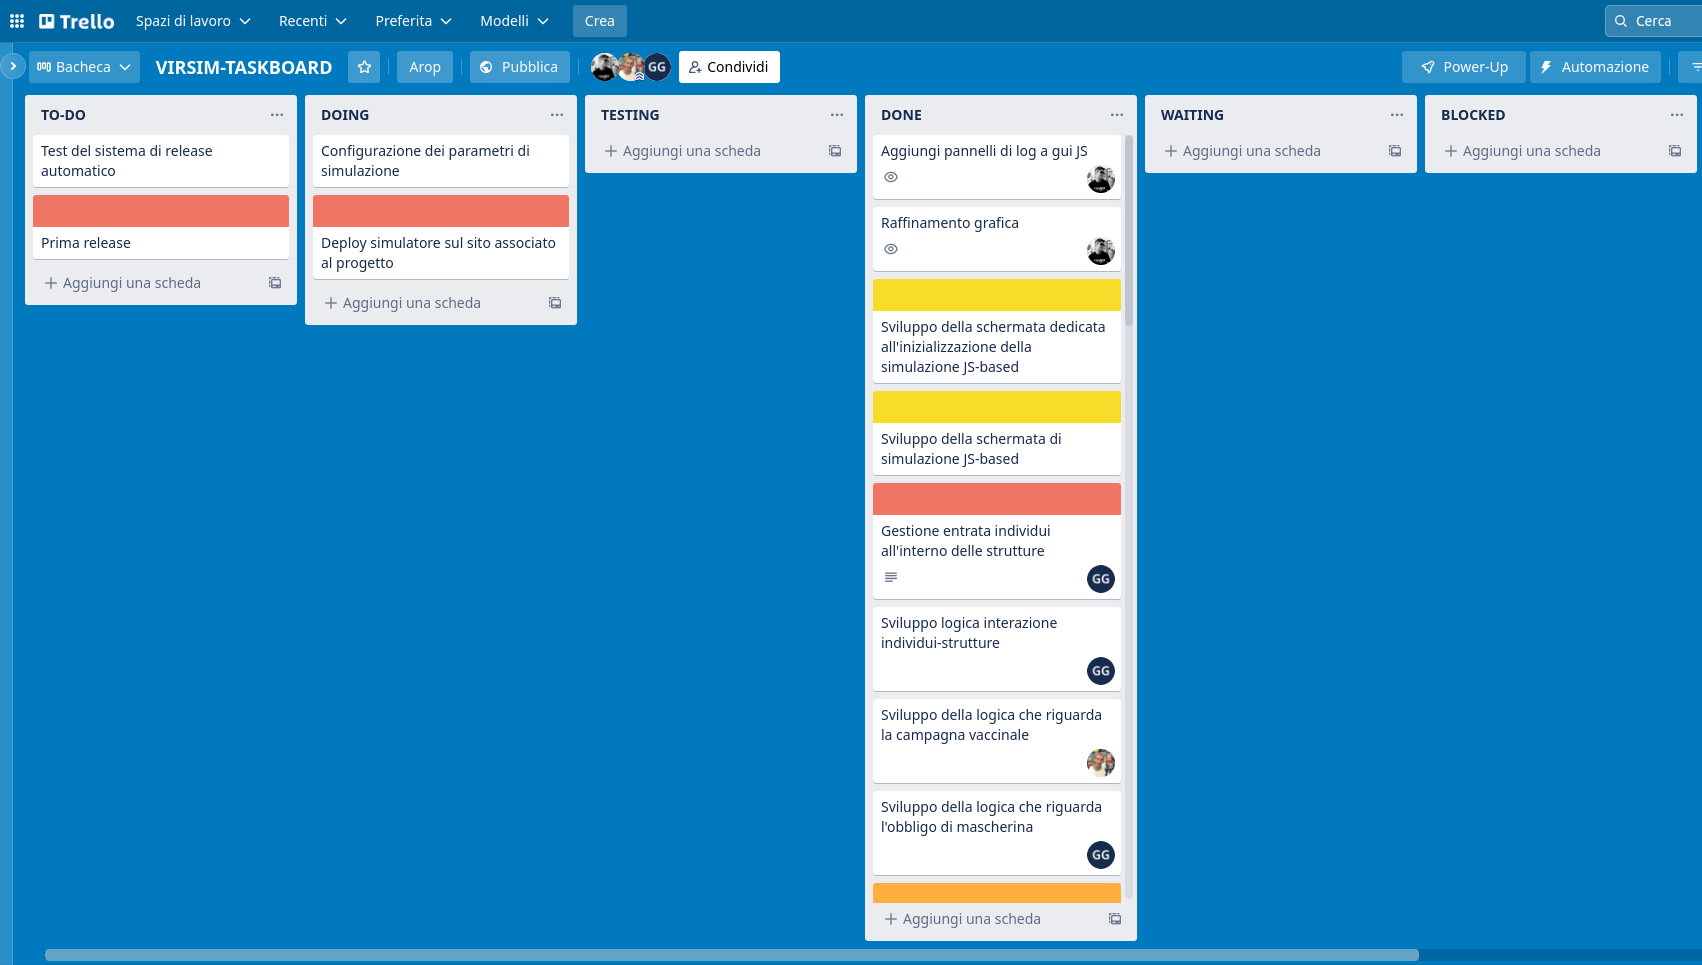 Trello Spazi di lavoro Recenti Preferita Modelli Crea Cerca
Bacheca VIRSIM-TASKBOARD Arop Pubblica GG Condividi Power-Up Automazione
TO-DO
Test del sistema di release
automatico
Prima release
Aggiungi una scheda
DOING
Configurazione dei parametri di
simulazione
Deploy simulatore sul sito associato
al progetto
Aggiungi una scheda
TESTING
Aggiungi una scheda
DONE
Aggiungi pannelli di log a gui JS
Raffinamento grafica
Sviluppo della schermata dedicata
all'inizializzazione della
simulazione JS-based
Sviluppo della schermata di
simulazione JS-based
Gestione entrata individui
all'interno delle strutture
GG
Sviluppo logica interazione
individui-strutture
GG
Sviluppo della logica che riguarda
la campagna vaccinale
Sviluppo della logica che riguarda
l'obbligo di mascherina
GG
Aggiungi una scheda
WAITING
Aggiungi una scheda
BLOCKED
Aggiungi una scheda